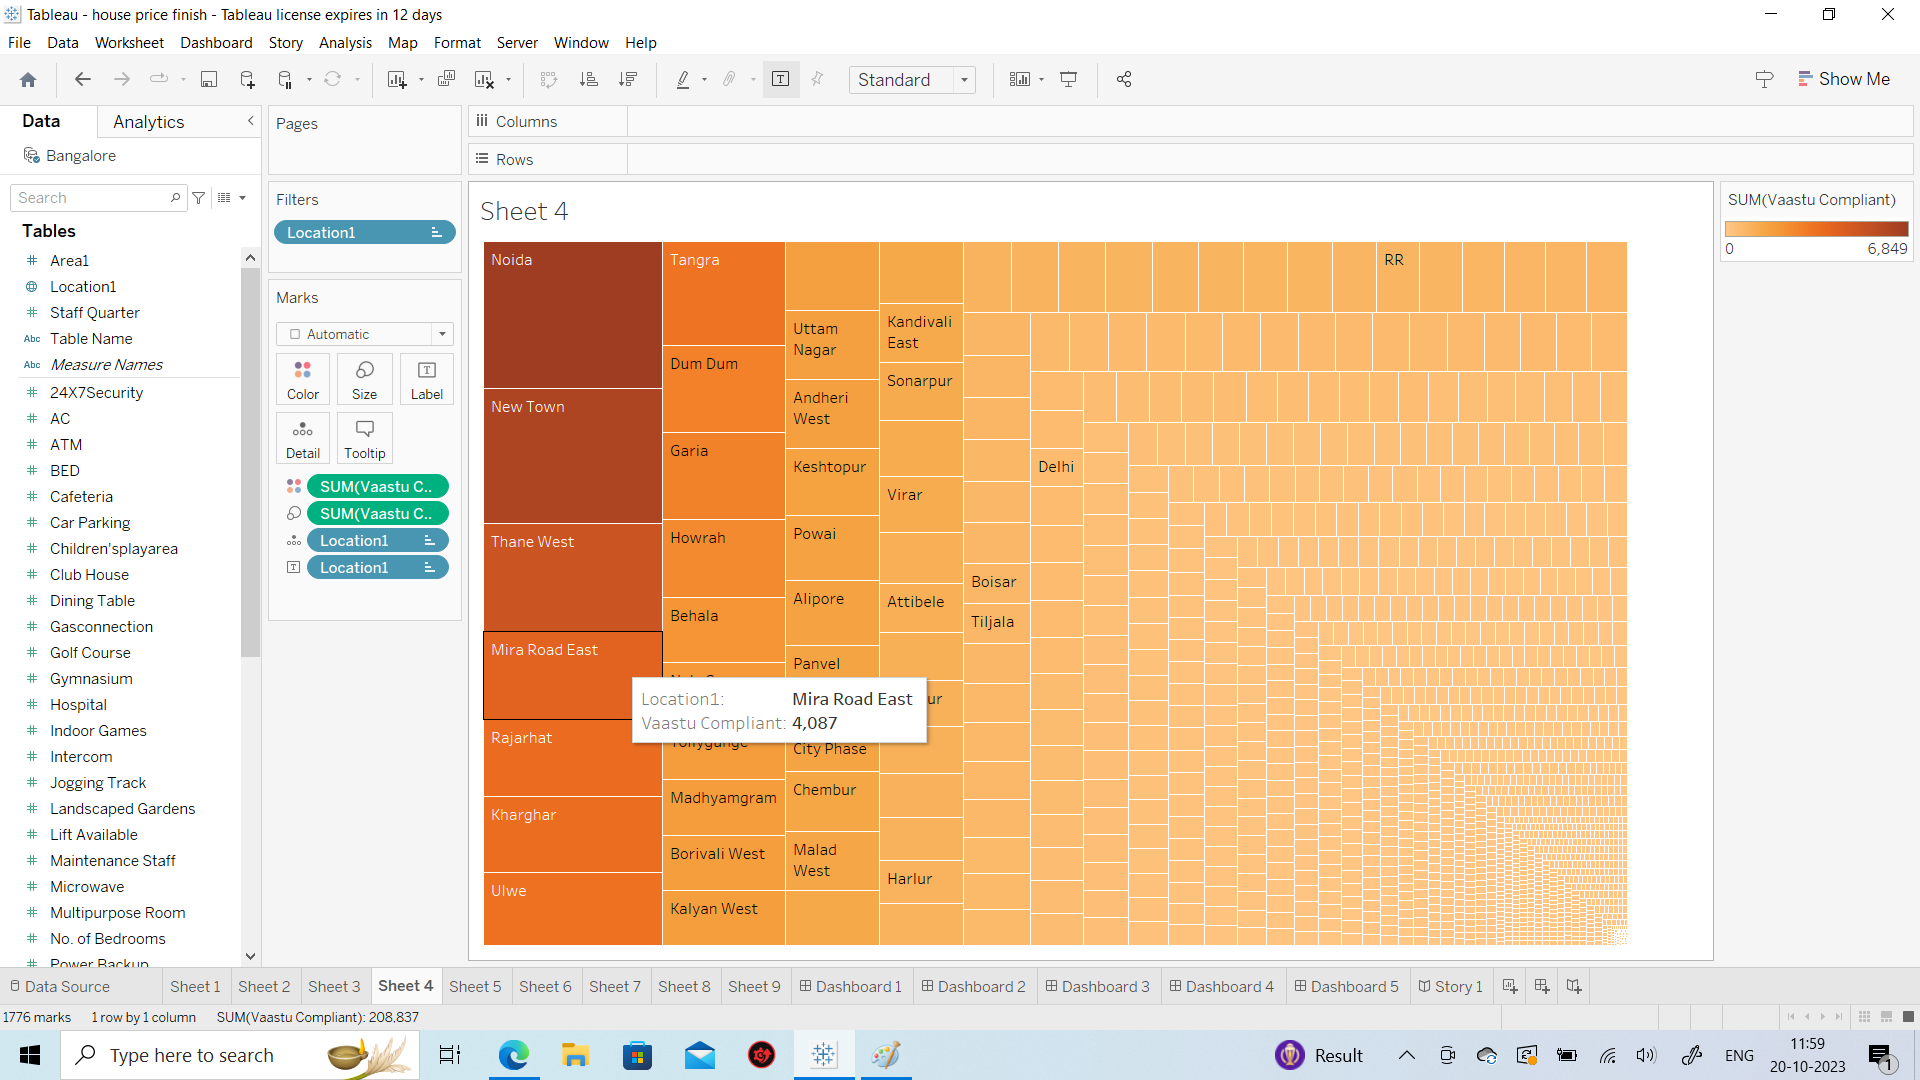 Tableau - house price finish - Tableau license expires in 12 days
File Data Worksheet Dashboard Story Analysis Map Format Server Window Help
Standard
Show Me
Data Analytics
Bangalore
Search
Tables
Area1
Location1
Staff Quarter
Abc Table Name
Abc Measure Names
24X7Security
AC
ATM
BED
Cafeteria
Car Parking
Children'splayarea
Club House
Dining Table
Gasconnection
Golf Course
Gymnasium
Hospital
Indoor Games
Intercom
Jogging Track
Landscaped Gardens
Lift Available
Maintenance Staff
Microwave
Multipurpose Room
No. of Bedrooms
Power Backup
Pages
Filters
Location1
Marks
Automatic
Color Size Label
Detail Tooltip
SUM(Vaastu C..
SUM(Vaastu C..
Location1
Location1
Columns
Rows
Sheet 4
Noida
New Town
Thane West
Mira Road East
Rajarhat
Kharghar
Ulwe
Tangra
Dum Dum
Garia
Howrah
Behala
Tollygunge
Madhyamgram
Borivali West
Kalyan West
Uttam
Nagar
Andheri
West
Keshtopur
Powai
Alipore
Panvel
City Phase
Chembur
Malad
West
Kandivali
East
Sonarpur
Virar
Attibele
ur
Harlur
Boisar
Tiljala
Delhi
RR
Location1: Mira Road East
Vaastu Compliant: 4,087
SUM(Vaastu Compliant)
0 6,849
Data Source Sheet 1 Sheet 2 Sheet 3 Sheet 4 Sheet 5 Sheet 6 Sheet 7 Sheet 8 Sheet 9 Dashboard 1 Dashboard 2 Dashboard 3 Dashboard 4 Dashboard 5 Story 1
1776 marks 1 row by 1 column SUM(Vaastu Compliant): 208,837
Type here to search
Result
ENG
11:59
20-10-2023
1